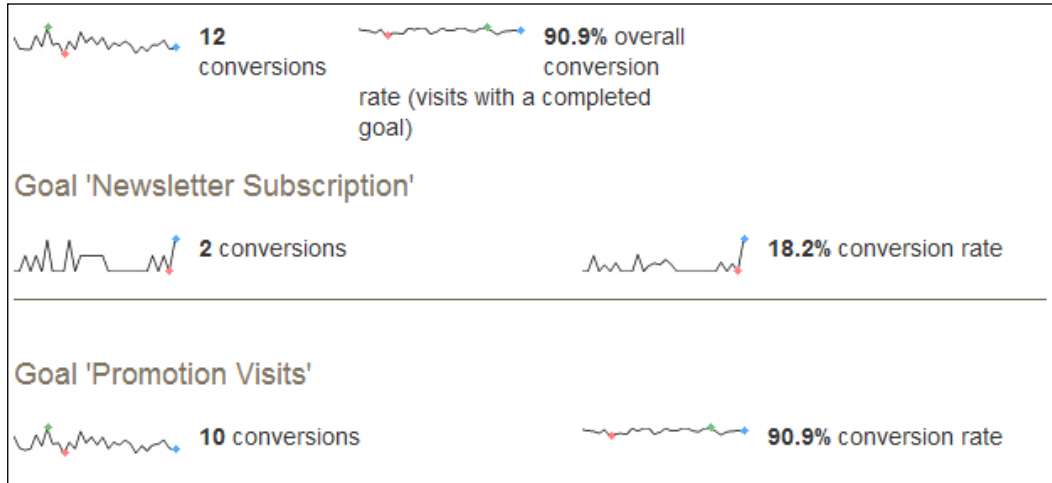 12
conversions
90.9% overall
conversion
rate (visits with a completed
goal)
Goal 'Newsletter Subscription'
2 conversions
18.2% conversion rate
Goal 'Promotion Visits'
10 conversions
90.9% conversion rate